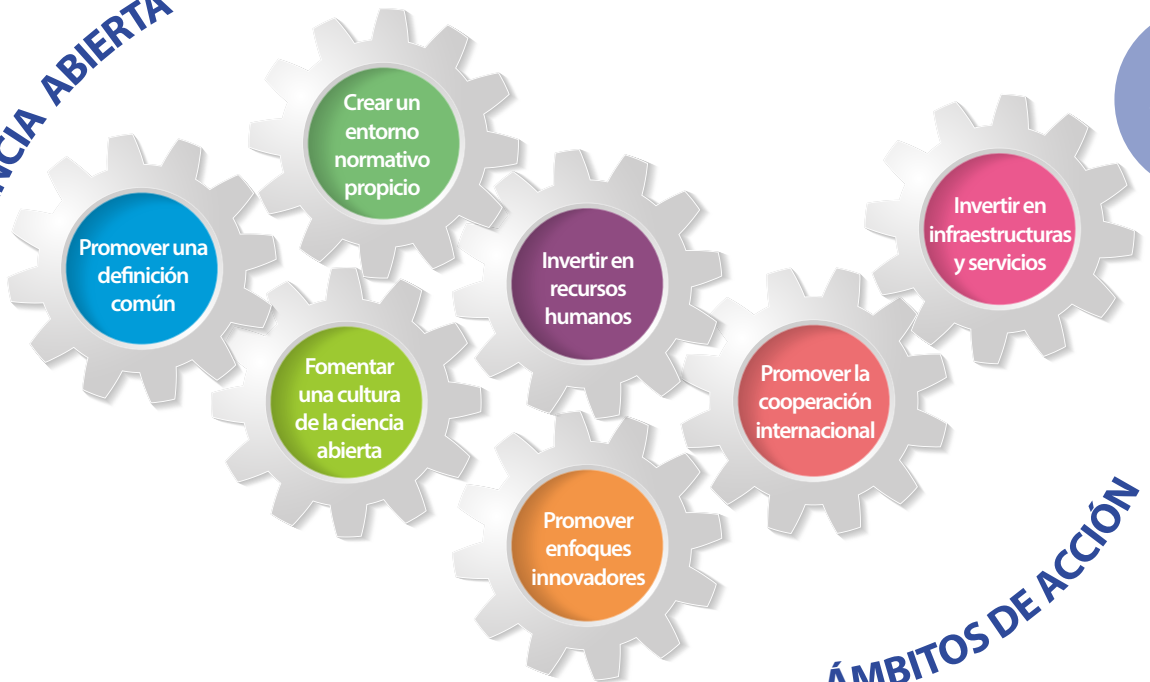 ABIERTA
Crear un
entorno
normativo
propicio
Promover una
definición
común
Invertir en
recursos
humanos
Invertir en
infraestructuras
y servicios
Fomentar
una cultura
de la ciencia
abierta
Promover la
cooperación
internacional
Promover
enfoques
innovadores
ÁMBITOS DE ACCIÓN